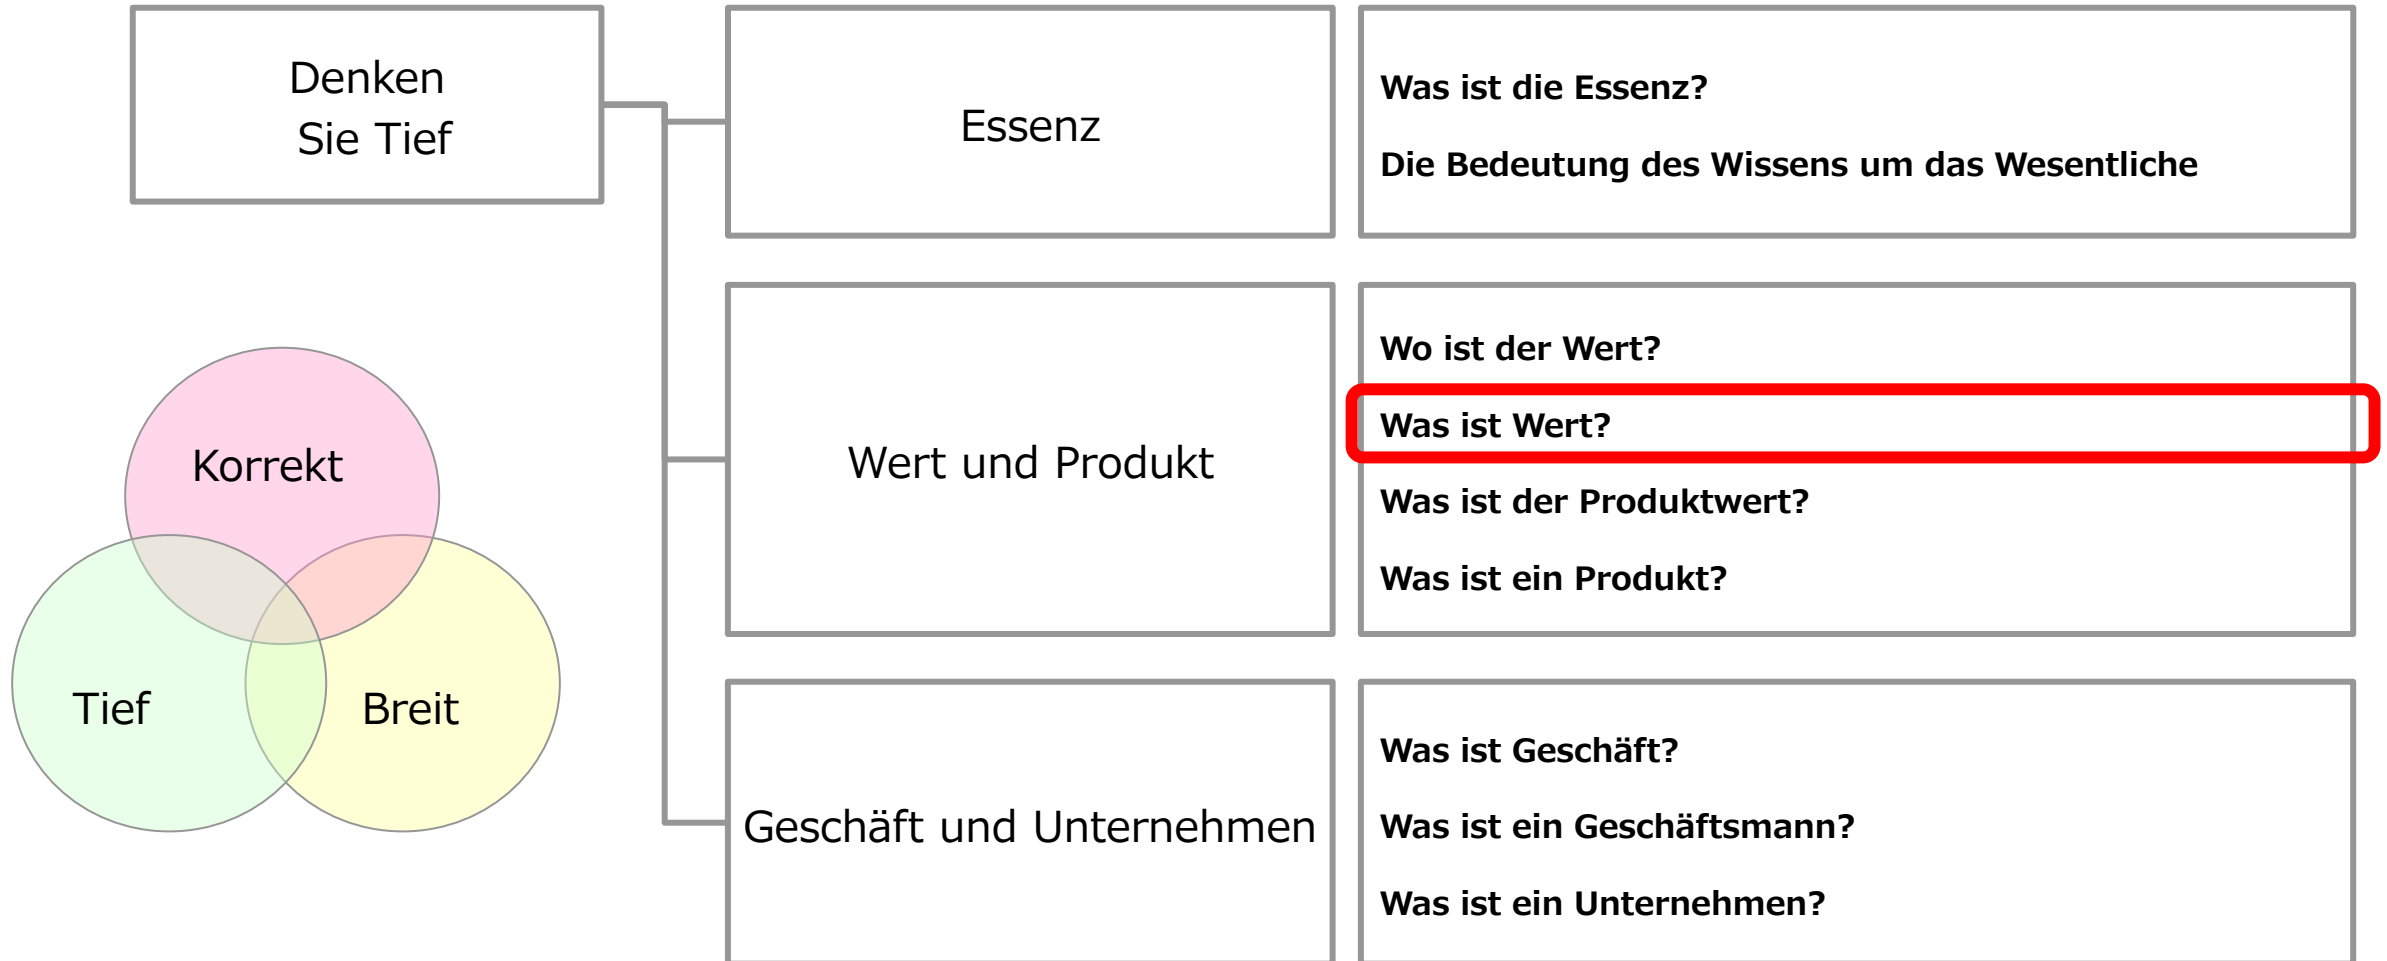 Denken
Sie Tief
Essenz
Was ist die Essenz?
Die Bedeutung des Wissens um das Wesentliche
Wert und Produkt
Wo ist der Wert?
Was ist Wert?
Was ist der Produktwert?
Was ist ein Produkt?
Korrekt
Tief
Breit
Geschäft und Unternehmen
Was ist Geschäft?
Was ist ein Geschäftsmann?
Was ist ein Unternehmen?